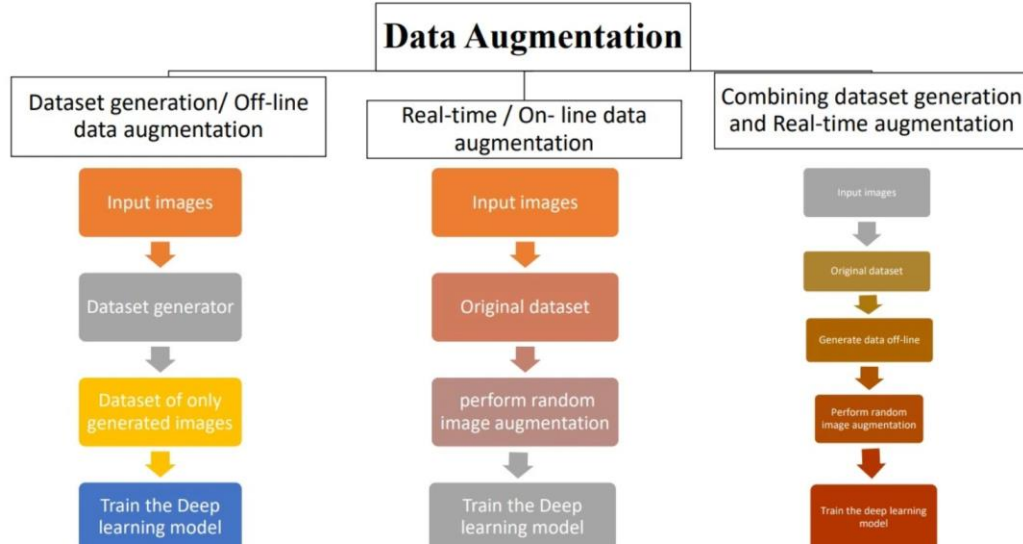 Data Augmentation
Dataset generation/ Off-line
data augmentation
Input images
Dataset generator
Dataset of only
generated images
Train the Deep
learning model
Real-time / On- line data
augmentation
Input images
Original dataset
perform random
image augmentation
Train the Deep
learning model
Combining dataset generation
and Real-time augmentation
Input images
Original dataset
Generate data off-line
Perform random
image augmentation
Train the deep learning
model